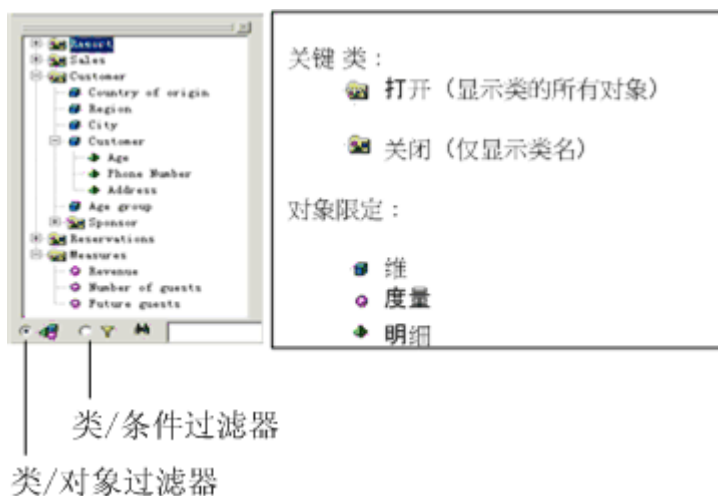 Resort
Sales
Customer
Country of origin
Region
City
Customer
Age
Phone Number
Address
Age group
Sponsor
Reservations
Measures
Revenue
Number of guests
Future guests
关键 类：
打开（显示类的所有对象）
关闭（仅显示类名）
对象限定：
维
度量
明细
类/条件过滤器
类/对象过滤器